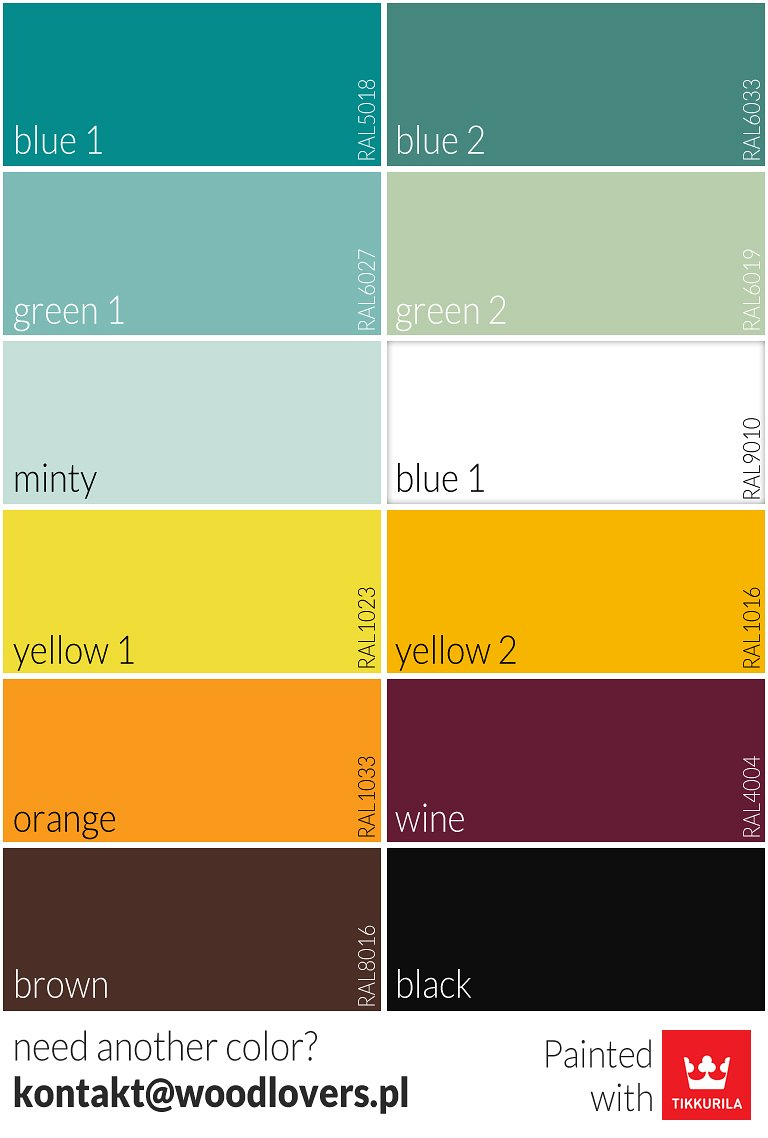 blue 1
RAL5018
blue 2
RAL6033
green 1
RAL6027
green 2
RAL6019
minty
blue 1
RAL9010
yellow 1
RAL1023
yellow 2
RAL1016
orange
RAL1033
wine
RAL4004
brown
RAL8016
black
need another color?
kontakt@woodlovers.pl
Painted
with
TIKKURILA